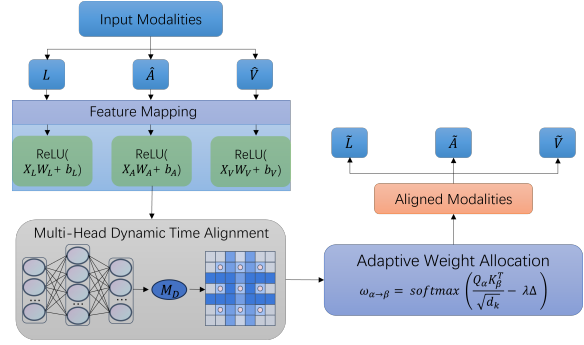 Input Modalities
L Â V̂
Feature Mapping
ReLU( ReLU( ReLU(
X_L W_L + b_L) X_A W_A + b_A) X_V W_V + b_V)
L̃ Ã Ṽ
Aligned Modalities
Multi-Head Dynamic Time Alignment
... ... ...
M_D
Adaptive Weight Allocation
ω_{α→β} = softmax (Q_α K_β^T / √d_k − λΔ)